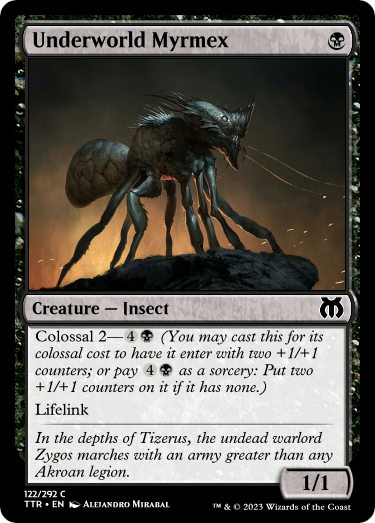 Underworld Myrmex
Creature — Insect
Colossal 2—4 (You may cast this for its
colossal cost to have it enter with two +1/+1
counters; or pay 4 as a sorcery: Put two
+1/+1 counters on it if it has none.)
Lifelink
In the depths of Tizerus, the undead warlord
Zygos marches with an army greater than any
Akroan legion.
1/1
122/292 C
TTR • EN Alejandro Mirabal
™ & © 2023 Wizards of the Coast